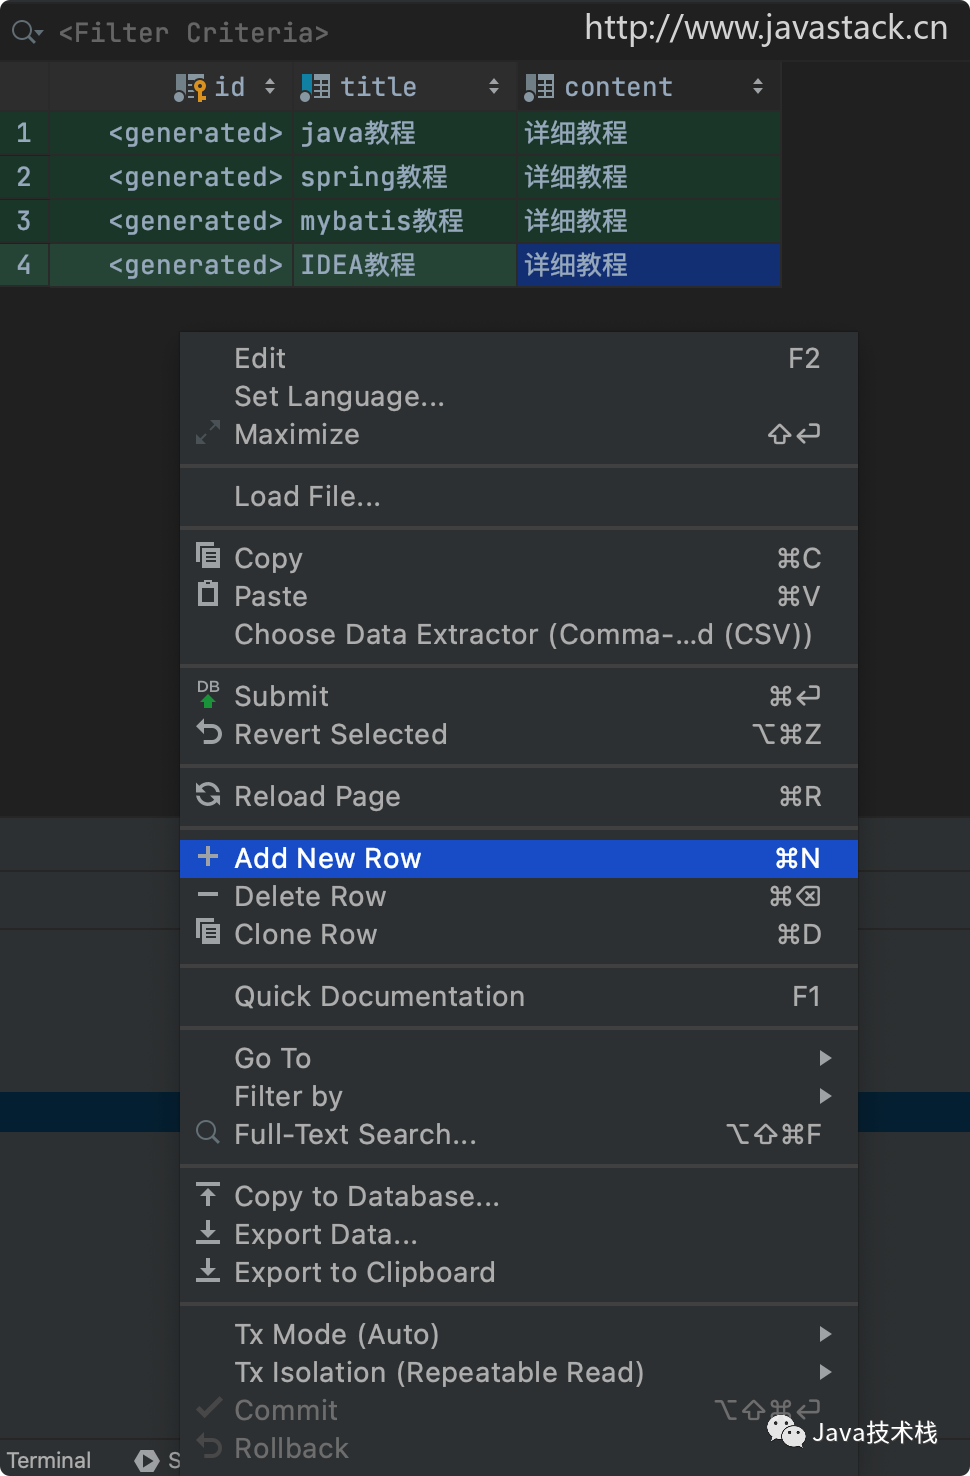 <Filter Criteria> http://www.javastack.cn
id title content
1 <generated> java教程 详细教程
2 <generated> spring教程 详细教程
3 <generated> mybatis教程 详细教程
4 <generated> IDEA教程 详细教程
Edit F2
Set Language...
Maximize ⇧⏎
Load File...
Copy ⌘C
Paste ⌘V
Choose Data Extractor (Comma-...d (CSV))
DB Submit ⌘⏎
Revert Selected ⌥⌘Z
Reload Page ⌘R
Add New Row ⌘N
Delete Row ⌘⌫
Clone Row ⌘D
Quick Documentation F1
Go To
Filter by
Full-Text Search... ⌥⇧⌘F
Copy to Database...
Export Data...
Export to Clipboard
Tx Mode (Auto)
Tx Isolation (Repeatable Read)
Commit ⌥⇧⌘⏎
Java技术栈
Rollback
Terminal S